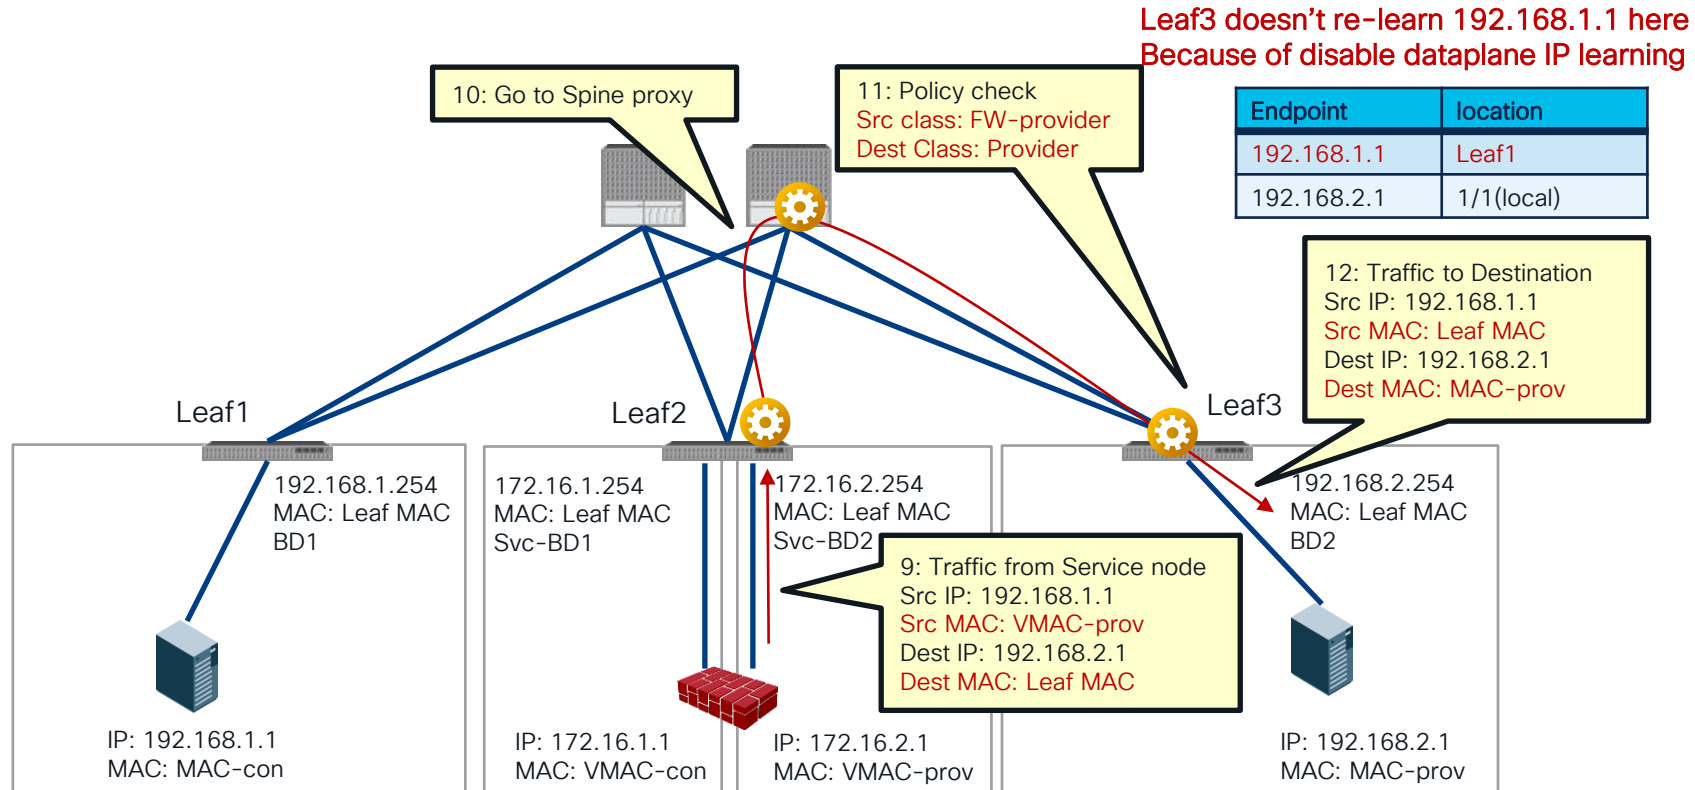 Leaf3 doesn't re-learn 192.168.1.1 here
Because of disable dataplane IP learning
10: Go to Spine proxy
11: Policy check
Src class: FW-provider
Dest Class: Provider
Endpoint location
192.168.1.1 Leaf1
192.168.2.1 1/1(local)
12: Traffic to Destination
Src IP: 192.168.1.1
Src MAC: Leaf MAC
Dest IP: 192.168.2.1
Dest MAC: MAC-prov
Leaf1
Leaf2
Leaf3
192.168.1.254
MAC: Leaf MAC
BD1
172.16.1.254
MAC: Leaf MAC
Svc-BD1
172.16.2.254
MAC: Leaf MAC
Svc-BD2
192.168.2.254
MAC: Leaf MAC
BD2
9: Traffic from Service node
Src IP: 192.168.1.1
Src MAC: VMAC-prov
Dest IP: 192.168.2.1
Dest MAC: Leaf MAC
IP: 192.168.1.1
MAC: MAC-con
IP: 172.16.1.1
MAC: VMAC-con
IP: 172.16.2.1
MAC: VMAC-prov
IP: 192.168.2.1
MAC: MAC-prov